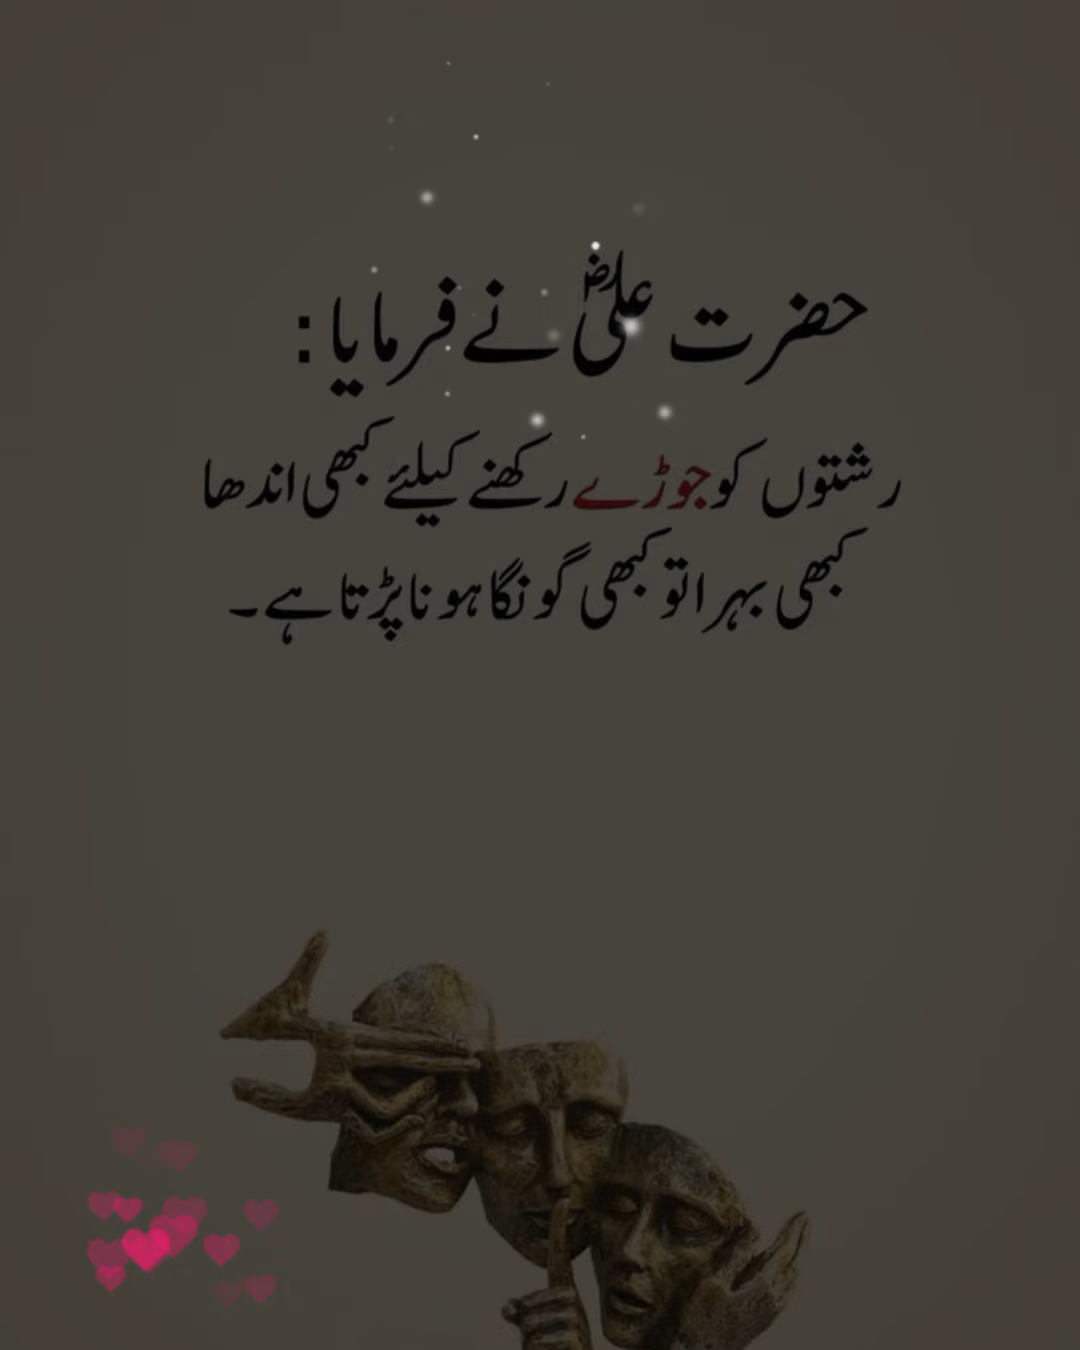 حضرت علیؓ نے فرمایا :
رشتوں کو جوڑے رکھنے کیلئے کبھی اندھا
کبھی بہرا تو کبھی گونگا ہونا پڑتا ہے۔